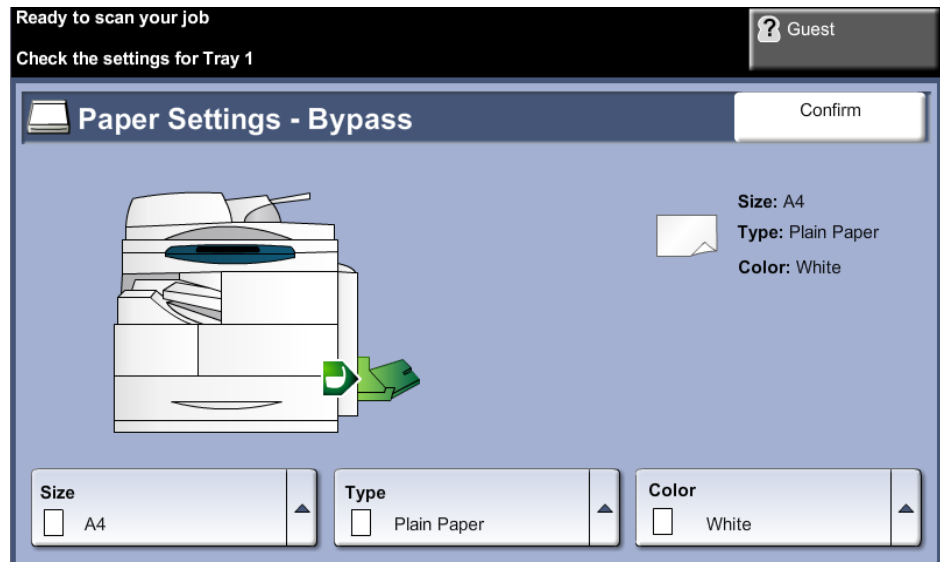 Ready to scan your job
Check the settings for Tray 1
? Guest
Paper Settings - Bypass
Confirm
Size: A4
Type: Plain Paper
Color: White
Size
A4
Type
Plain Paper
Color
White